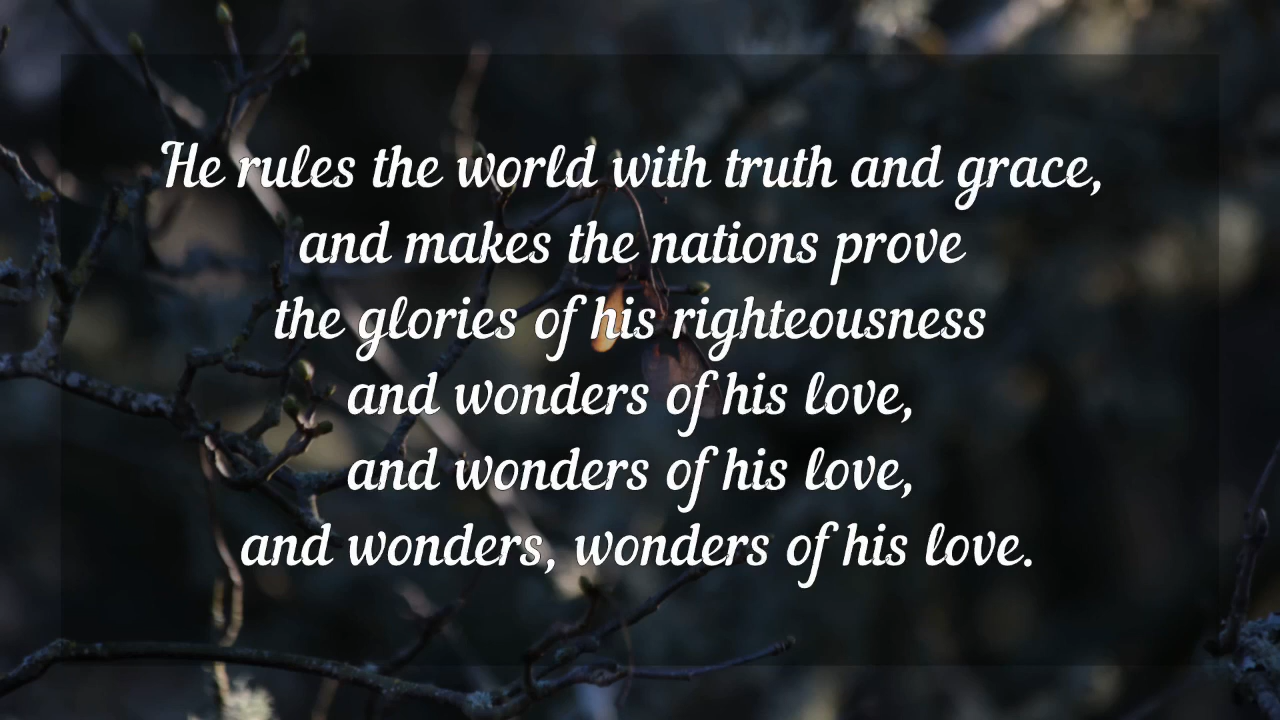 He rules the world with truth and grace,
and makes the nations prove
the glories of his righteousness
and wonders of his love,
and wonders of his love,
and wonders, wonders of his love.